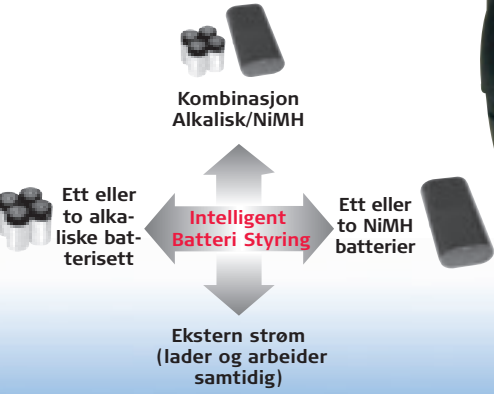 Kombinasjon
Alkalisk/NiMH
Ett eller
to alka-
liske bat-
terisett
Intelligent
Batteri Styring
Ett eller
to NiMH
batterier
Ekstern strøm
(lader og arbeider
samtidig)